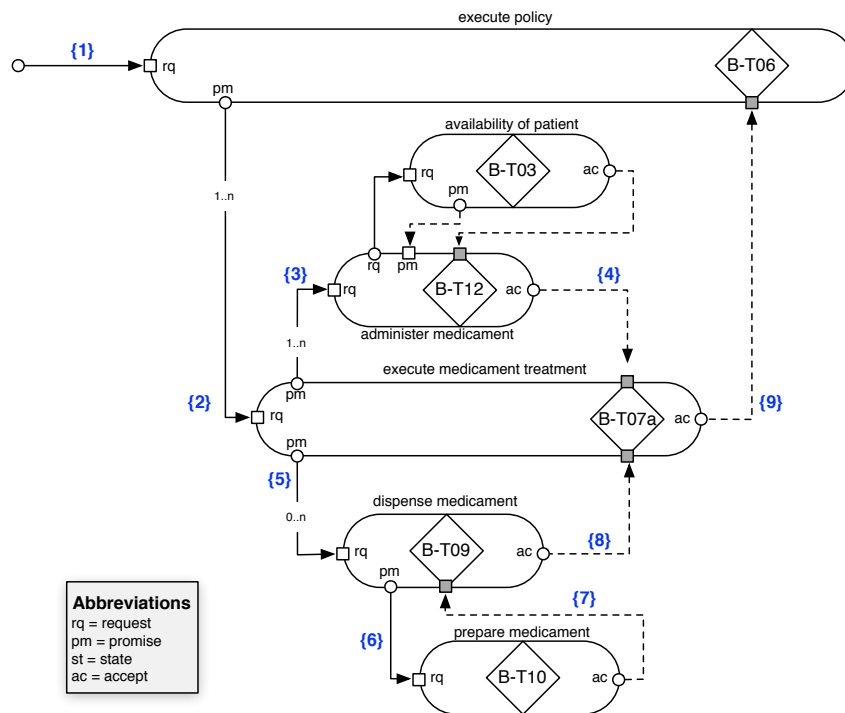 execute policy
{1}
rq
B-T06
pm
availability of patient
B-T03
rq
ac
pm
1..n
rq
pm
{3}
{4}
rq
B-T12
ac
administer medicament
1..n
execute medicament treatment
pm
{2}
{9}
rq
B-T07a
ac
pm
{5}
dispense medicament
0..n
{8}
rq
B-T09
ac
pm
{7}
Abbreviations
rq = request
pm = promise
st = state
ac = accept
{6}
prepare medicament
rq
B-T10
ac